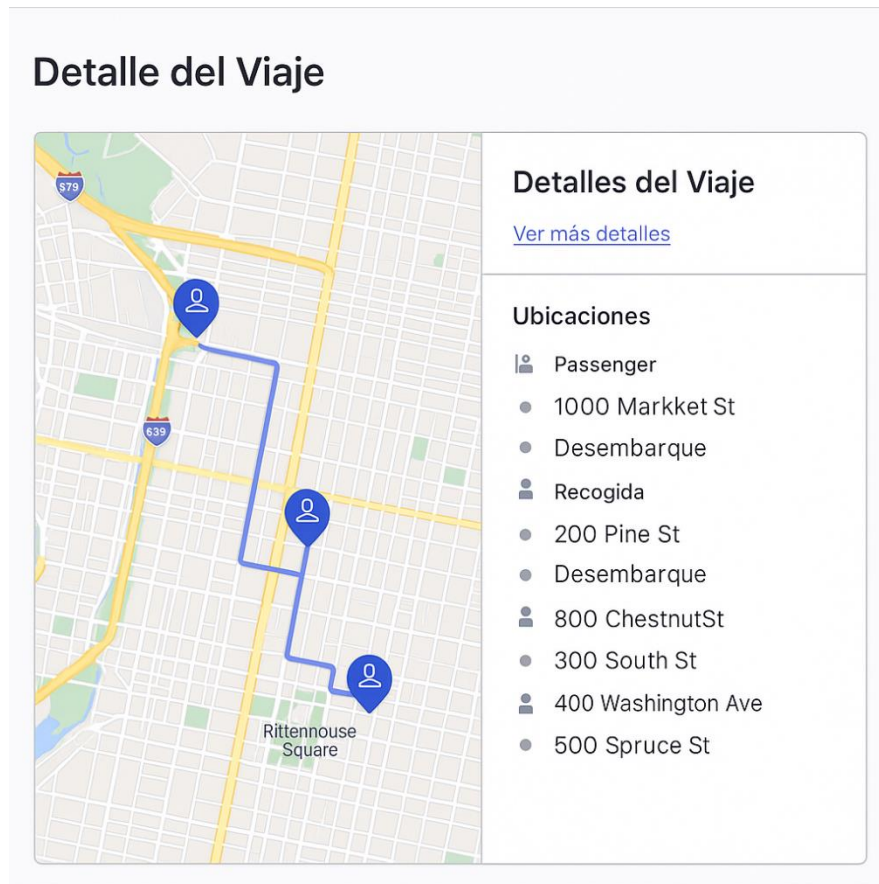 Detalle del Viaje
S79
639
Rittennouse
Square
Detalles del Viaje
Ver más detalles
Ubicaciones
Passenger
1000 Markket St
Desembarque
Recogida
200 Pine St
Desembarque
800 ChestnutSt
300 South St
400 Washington Ave
500 Spruce St